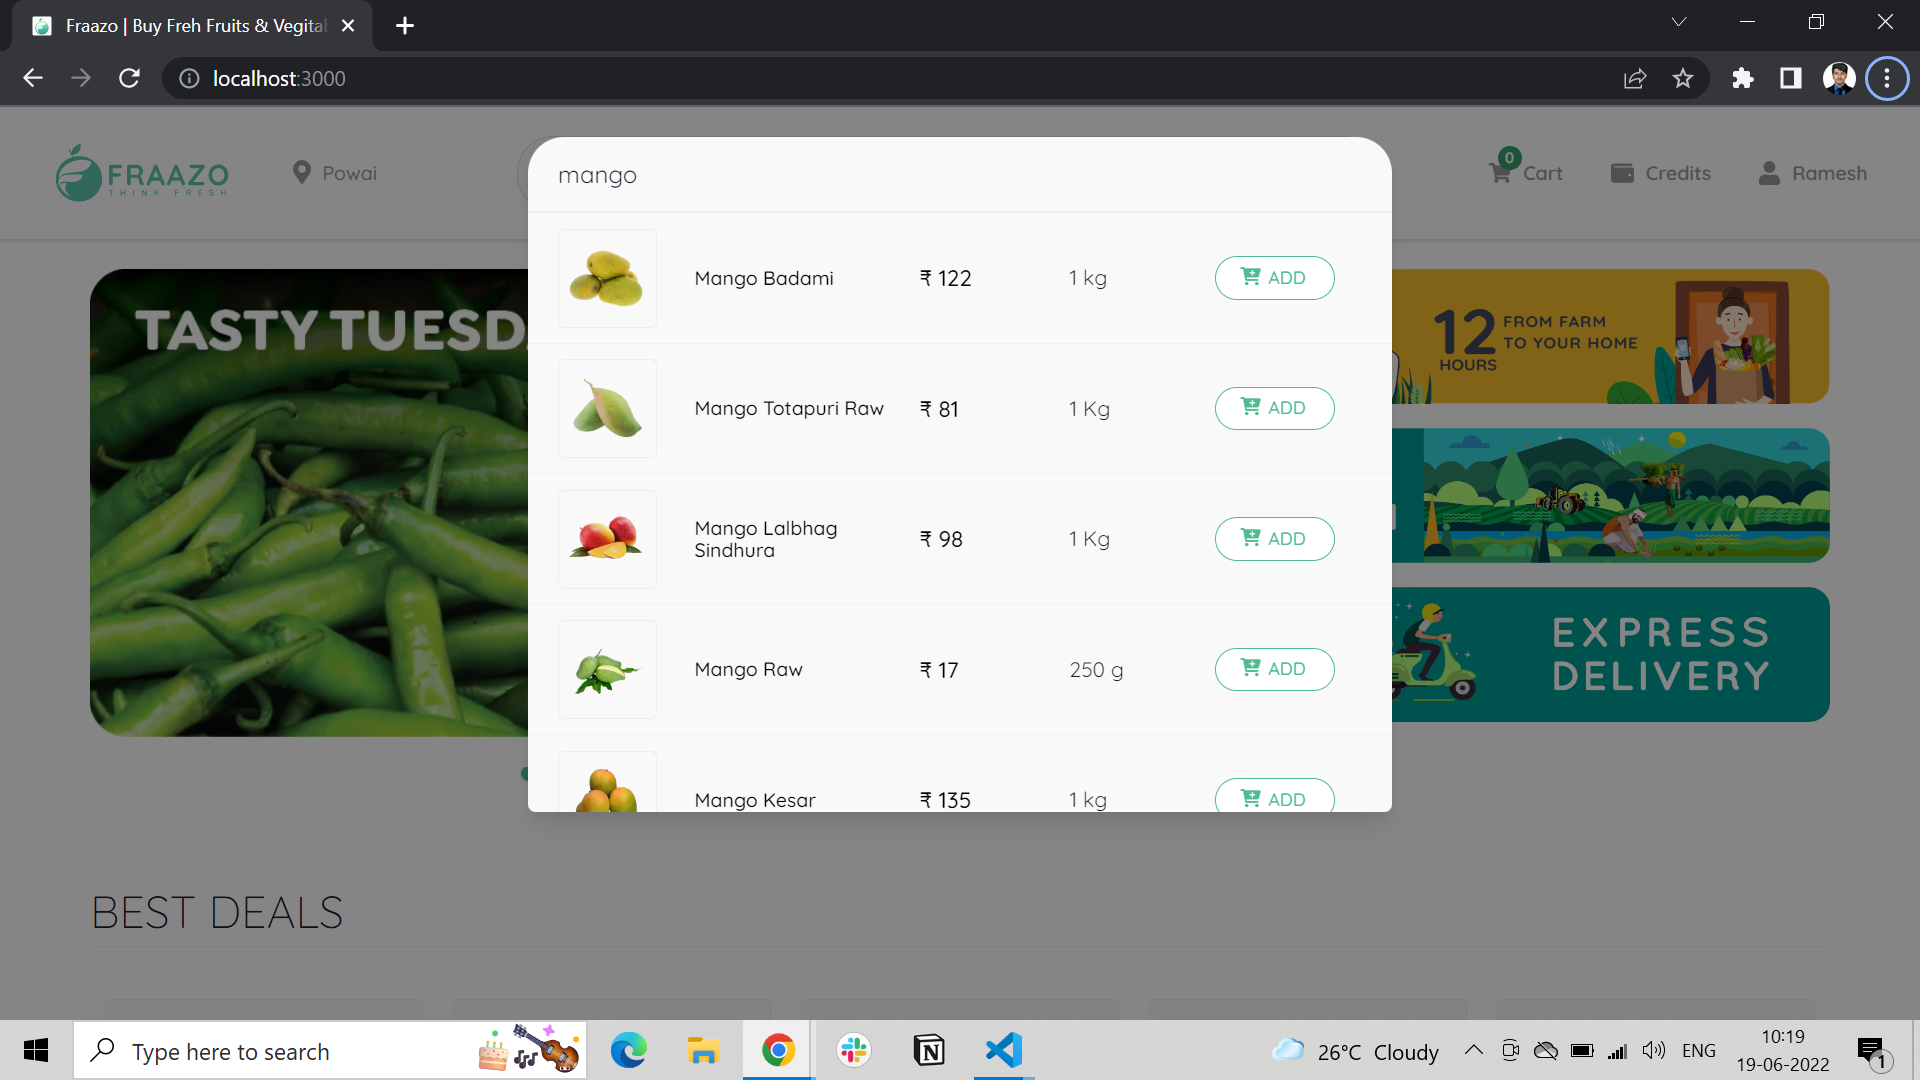 Fraazo | Buy Freh Fruits & Vegital
localhost:3000
FRAAZO
THINK FRESH
Powai
mango
0
Cart
Credits
Ramesh
TASTY TUESD
Mango Badami ₹ 122 1 kg ADD
Mango Totapuri Raw ₹ 81 1 Kg ADD
Mango Lalbhag
Sindhura
₹ 98 1 Kg ADD
Mango Raw ₹ 17 250 g ADD
Mango Kesar ₹ 135 1 kg ADD
12
HOURS
FROM FARM
TO YOUR HOME
EXPRESS
DELIVERY
BEST DEALS
Type here to search
26°C Cloudy
ENG
10:19
19-06-2022
1